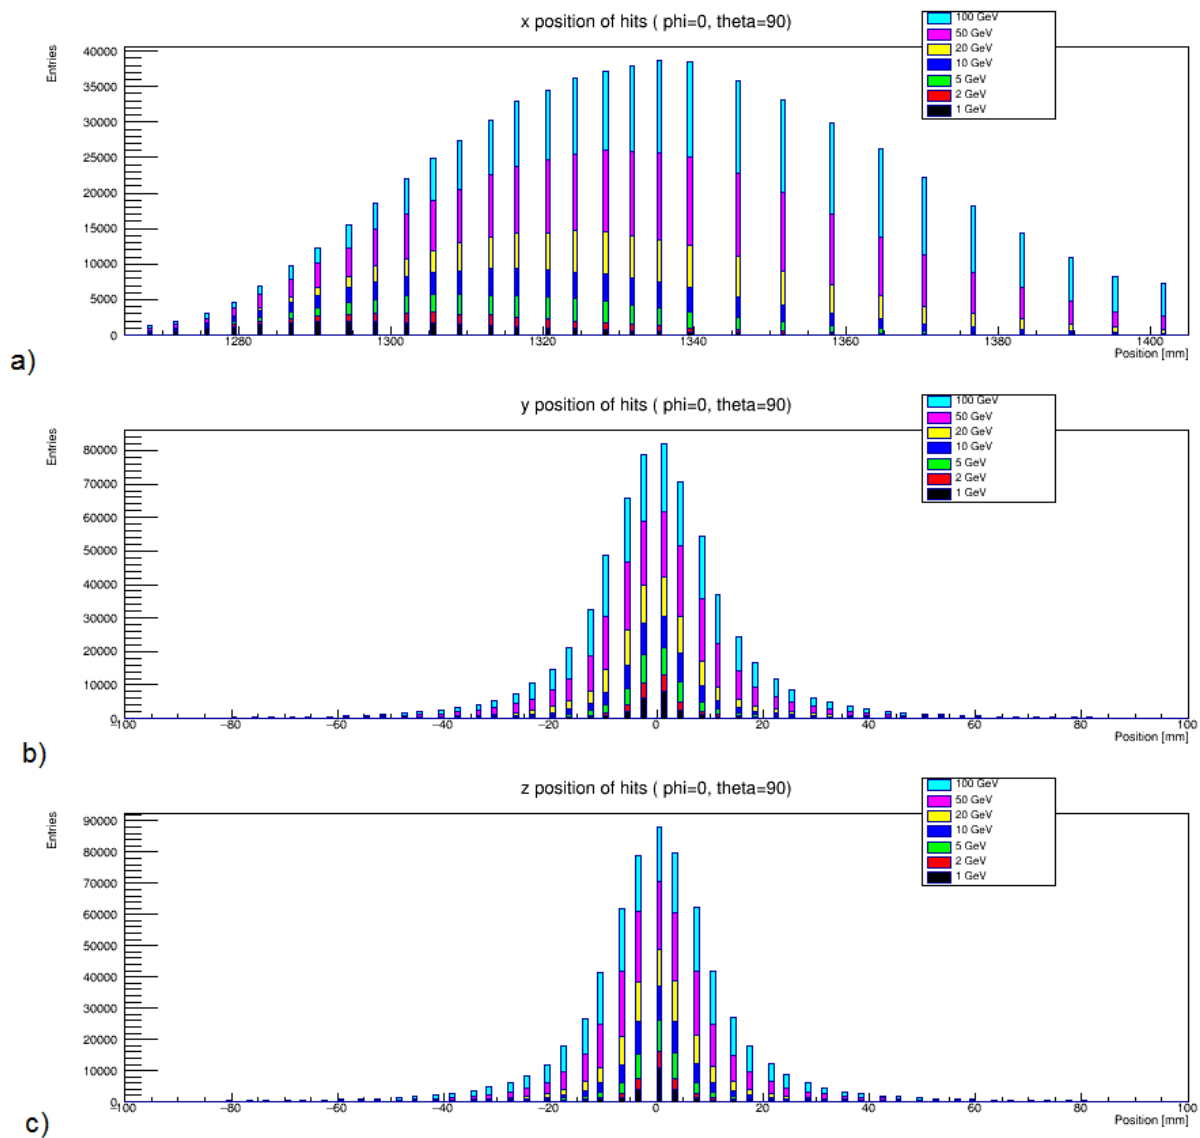 x position of hits ( phi=0, theta=90)
Entries
40000
35000
30000
25000
20000
15000
10000
5000
0
1280
1300
1320
1340
1360
1380
1400
Position [mm]
100 GeV
50 GeV
20 GeV
10 GeV
5 GeV
2 GeV
1 GeV
a)
y position of hits ( phi=0, theta=90)
Entries
80000
70000
60000
50000
40000
30000
20000
10000
0
−100
−80
−60
−40
−20
0
20
40
60
80
100
Position [mm]
100 GeV
50 GeV
20 GeV
10 GeV
5 GeV
2 GeV
1 GeV
b)
z position of hits ( phi=0, theta=90)
Entries
90000
80000
70000
60000
50000
40000
30000
20000
10000
0
−100
−80
−60
−40
−20
0
20
40
60
80
100
Position [mm]
100 GeV
50 GeV
20 GeV
10 GeV
5 GeV
2 GeV
1 GeV
c)